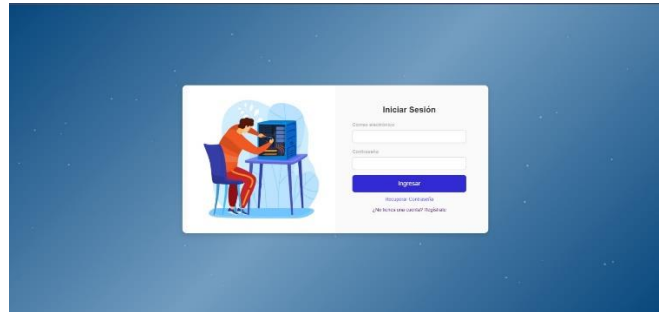 Iniciar Sesión
Correo electrónico
Contraseña
Ingresar
Recuperar Contraseña
¿No tienes una cuenta? Regístrate